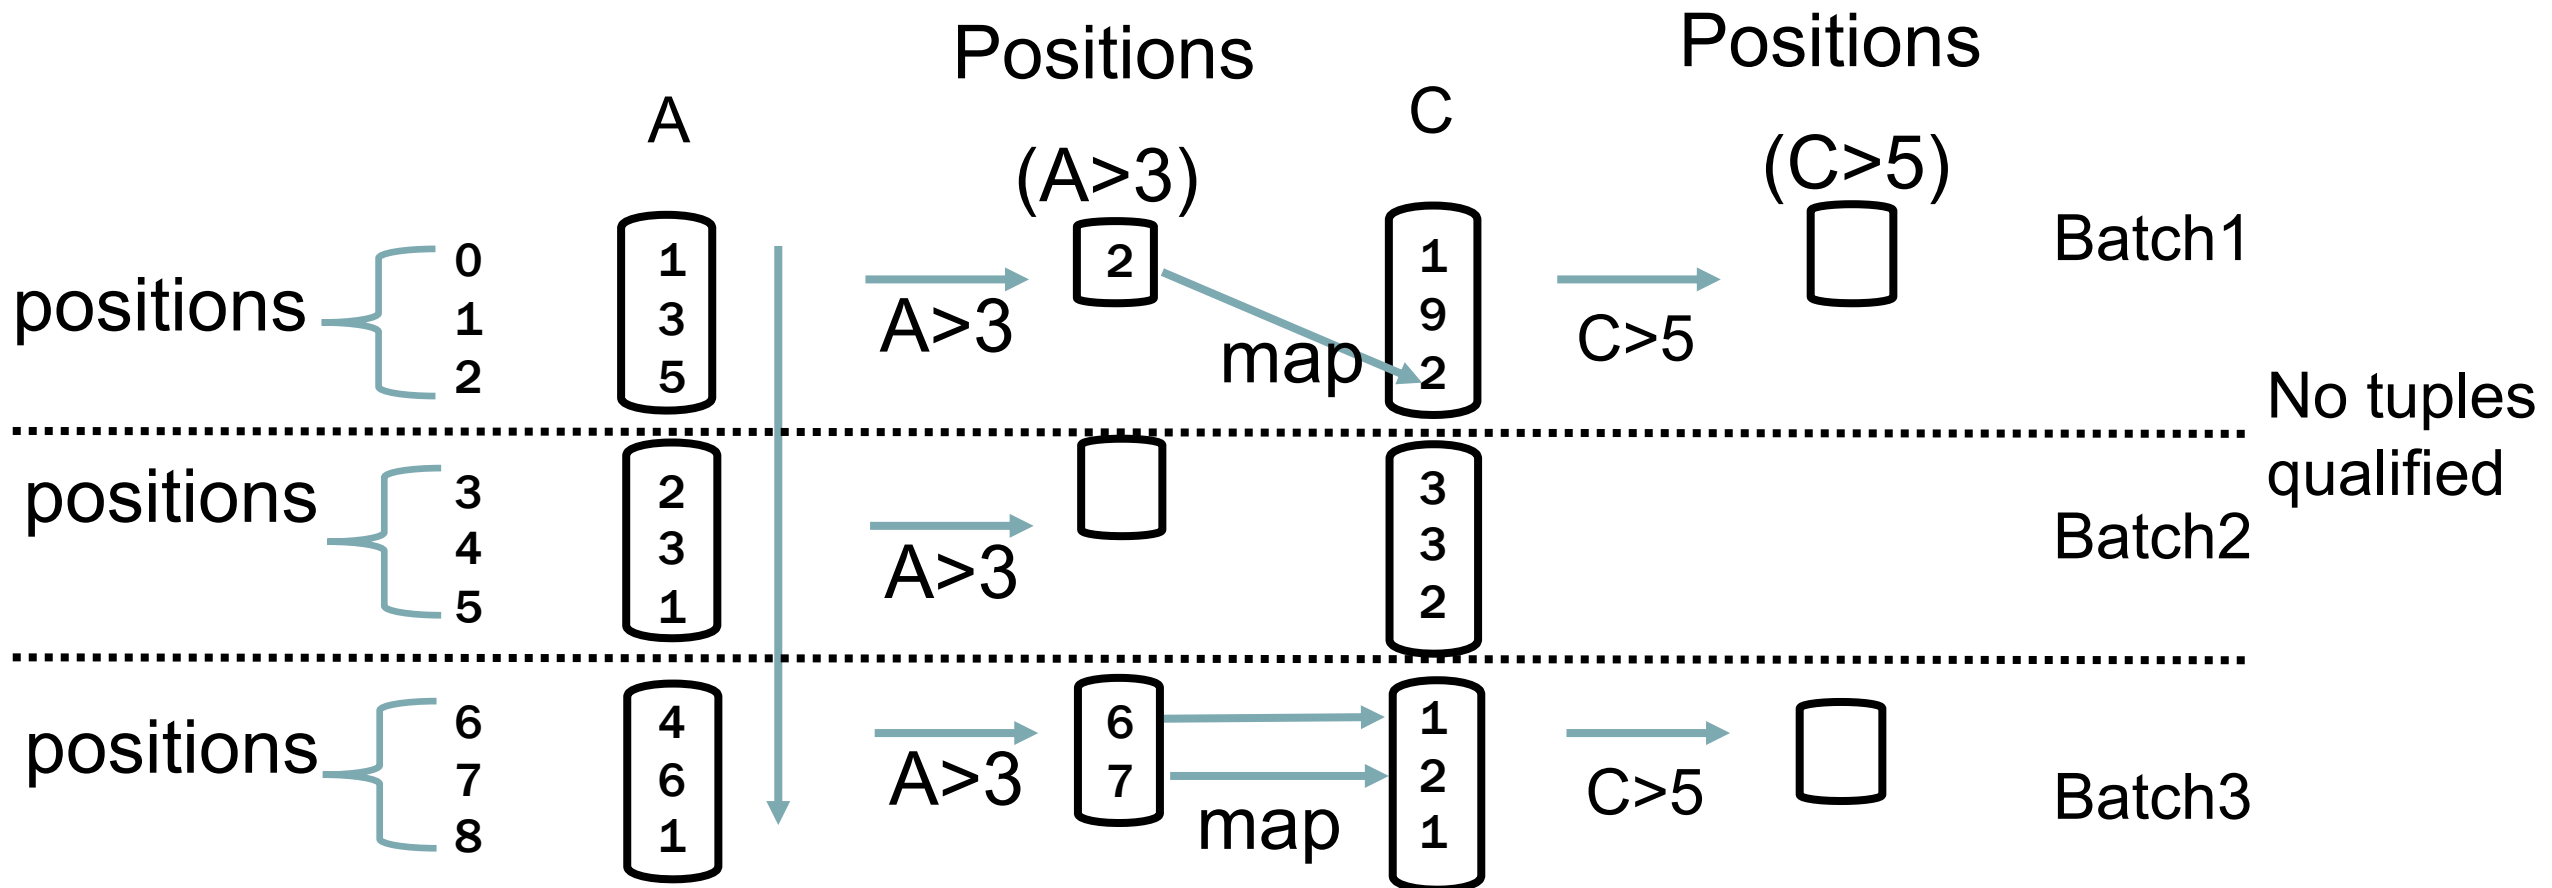 Positions
Positions
A
C
(A>3)
(C>5)
positions
0
1
2
1
3
5
A>3
2
map
1
9
2
C>5
Batch1
No tuples
qualified
positions
3
4
5
2
3
1
A>3
3
3
2
Batch2
positions
6
7
8
4
6
1
A>3
6
7
map
1
2
1
C>5
Batch3